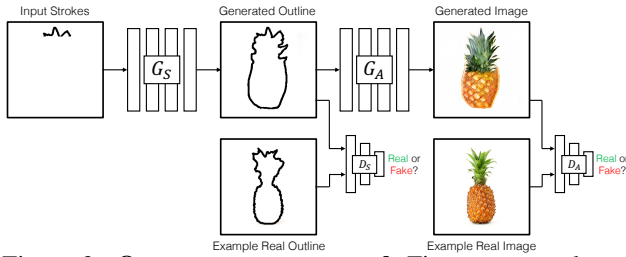 Input Strokes
Generated Outline
Generated Image
G_S
G_A
D_S
Real or
Fake?
D_A
Real or
Fake?
Example Real Outline
Example Real Image